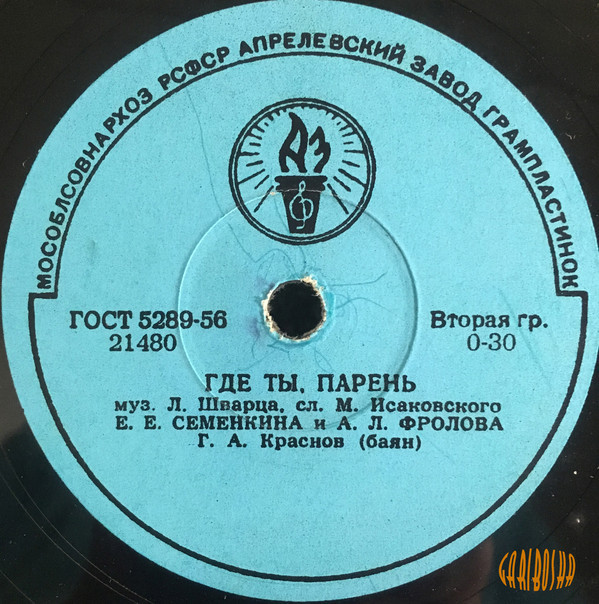 МОСОБЛСОВНАРХОЗ РСФСР АПРЕЛЕВСКИЙ ЗАВОД ГРАМПЛАСТИНОК
АЗ
ГОСТ 5289-56
21480
Вторая гр.
0-30
ГДЕ ТЫ, ПАРЕНЬ
муз. Л. Шварца, сл. М. Исаковского
Е. Е. СЕМЕНКИНА и А. Л. ФРОЛОВА
Г. А. Краснов (баян)
GARIBOSHA